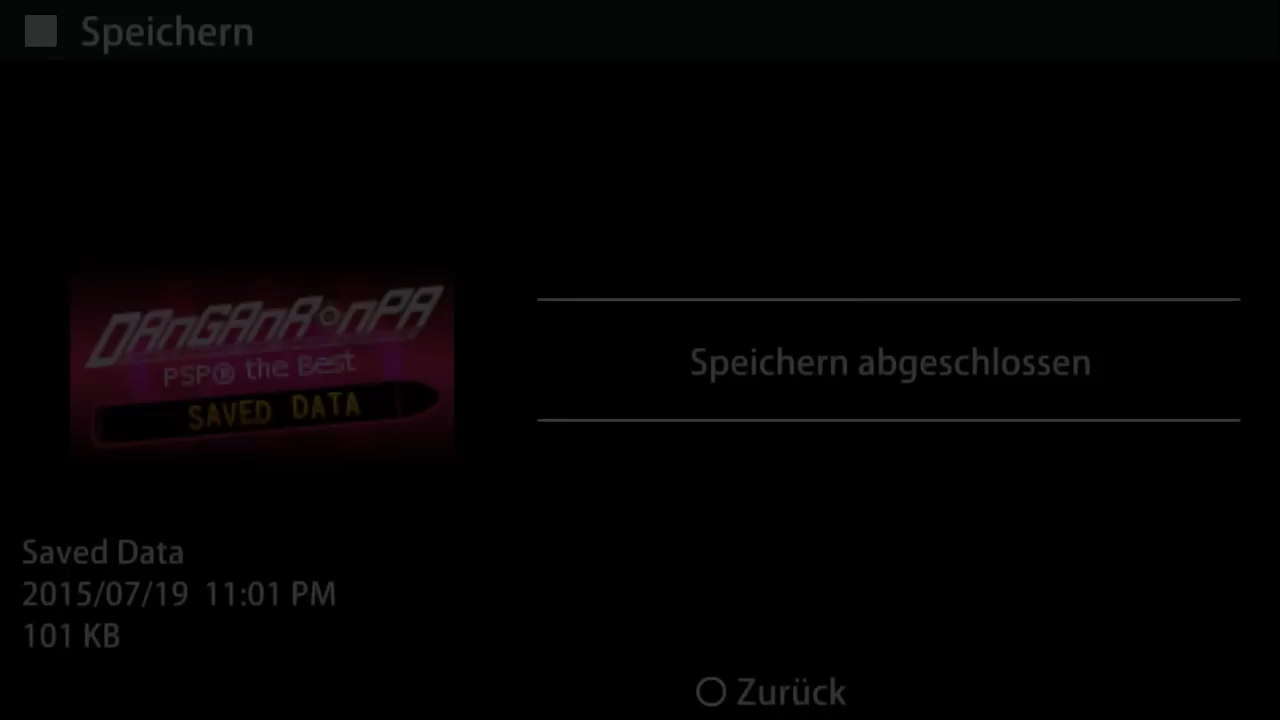 Speichern
DAnGAnRonPA
PSP® the Best
SAVED DATA
Speichern abgeschlossen
Saved Data
2015/07/19 11:01 PM
101 KB
Zurück